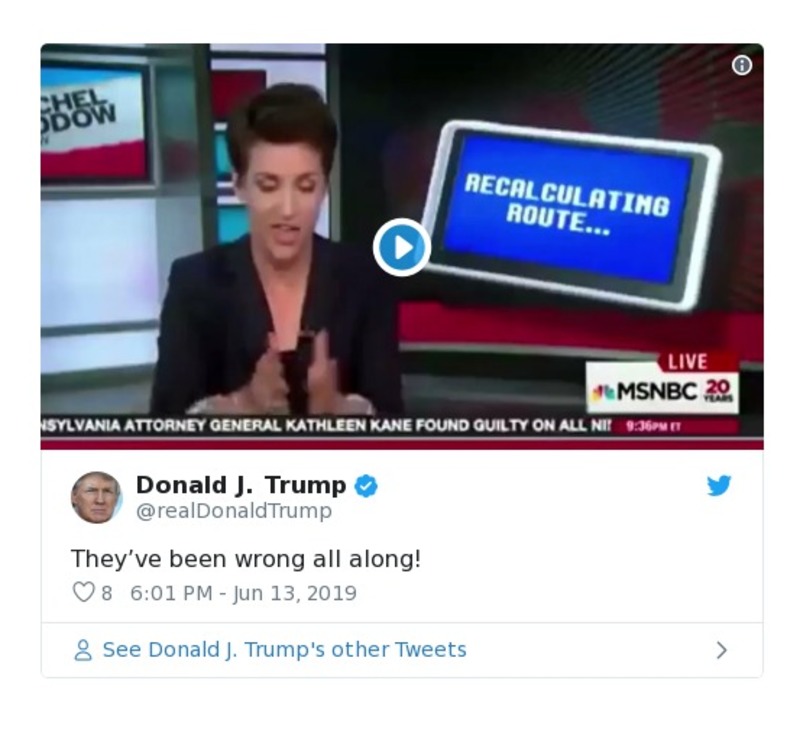 CHEL
DDOW
RECALCULATING
ROUTE...
LIVE
MSNBC 20
YEARS
NSYLVANIA ATTORNEY GENERAL KATHLEEN KANE FOUND GUILTY ON ALL NI
9:36PM ET
Donald J. Trump
@realDonaldTrump
They've been wrong all along!
8 6:01 PM - Jun 13, 2019
See Donald J. Trump's other Tweets